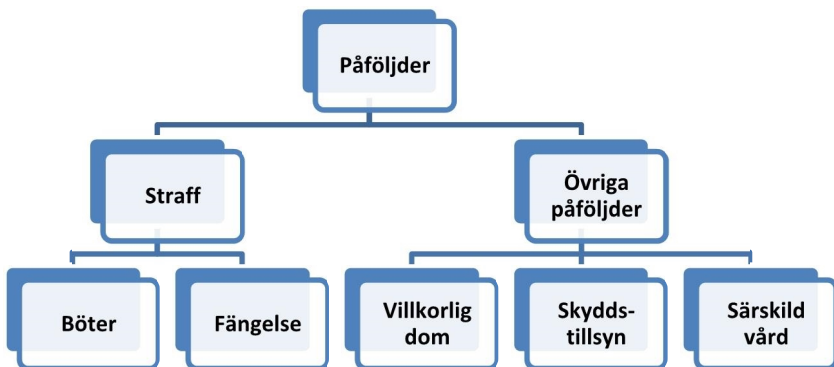 Påföljder
Straff
Övriga
påföljder
Böter
Fängelse
Villkorlig
dom
Skydds-
tillsyn
Särskild
vård